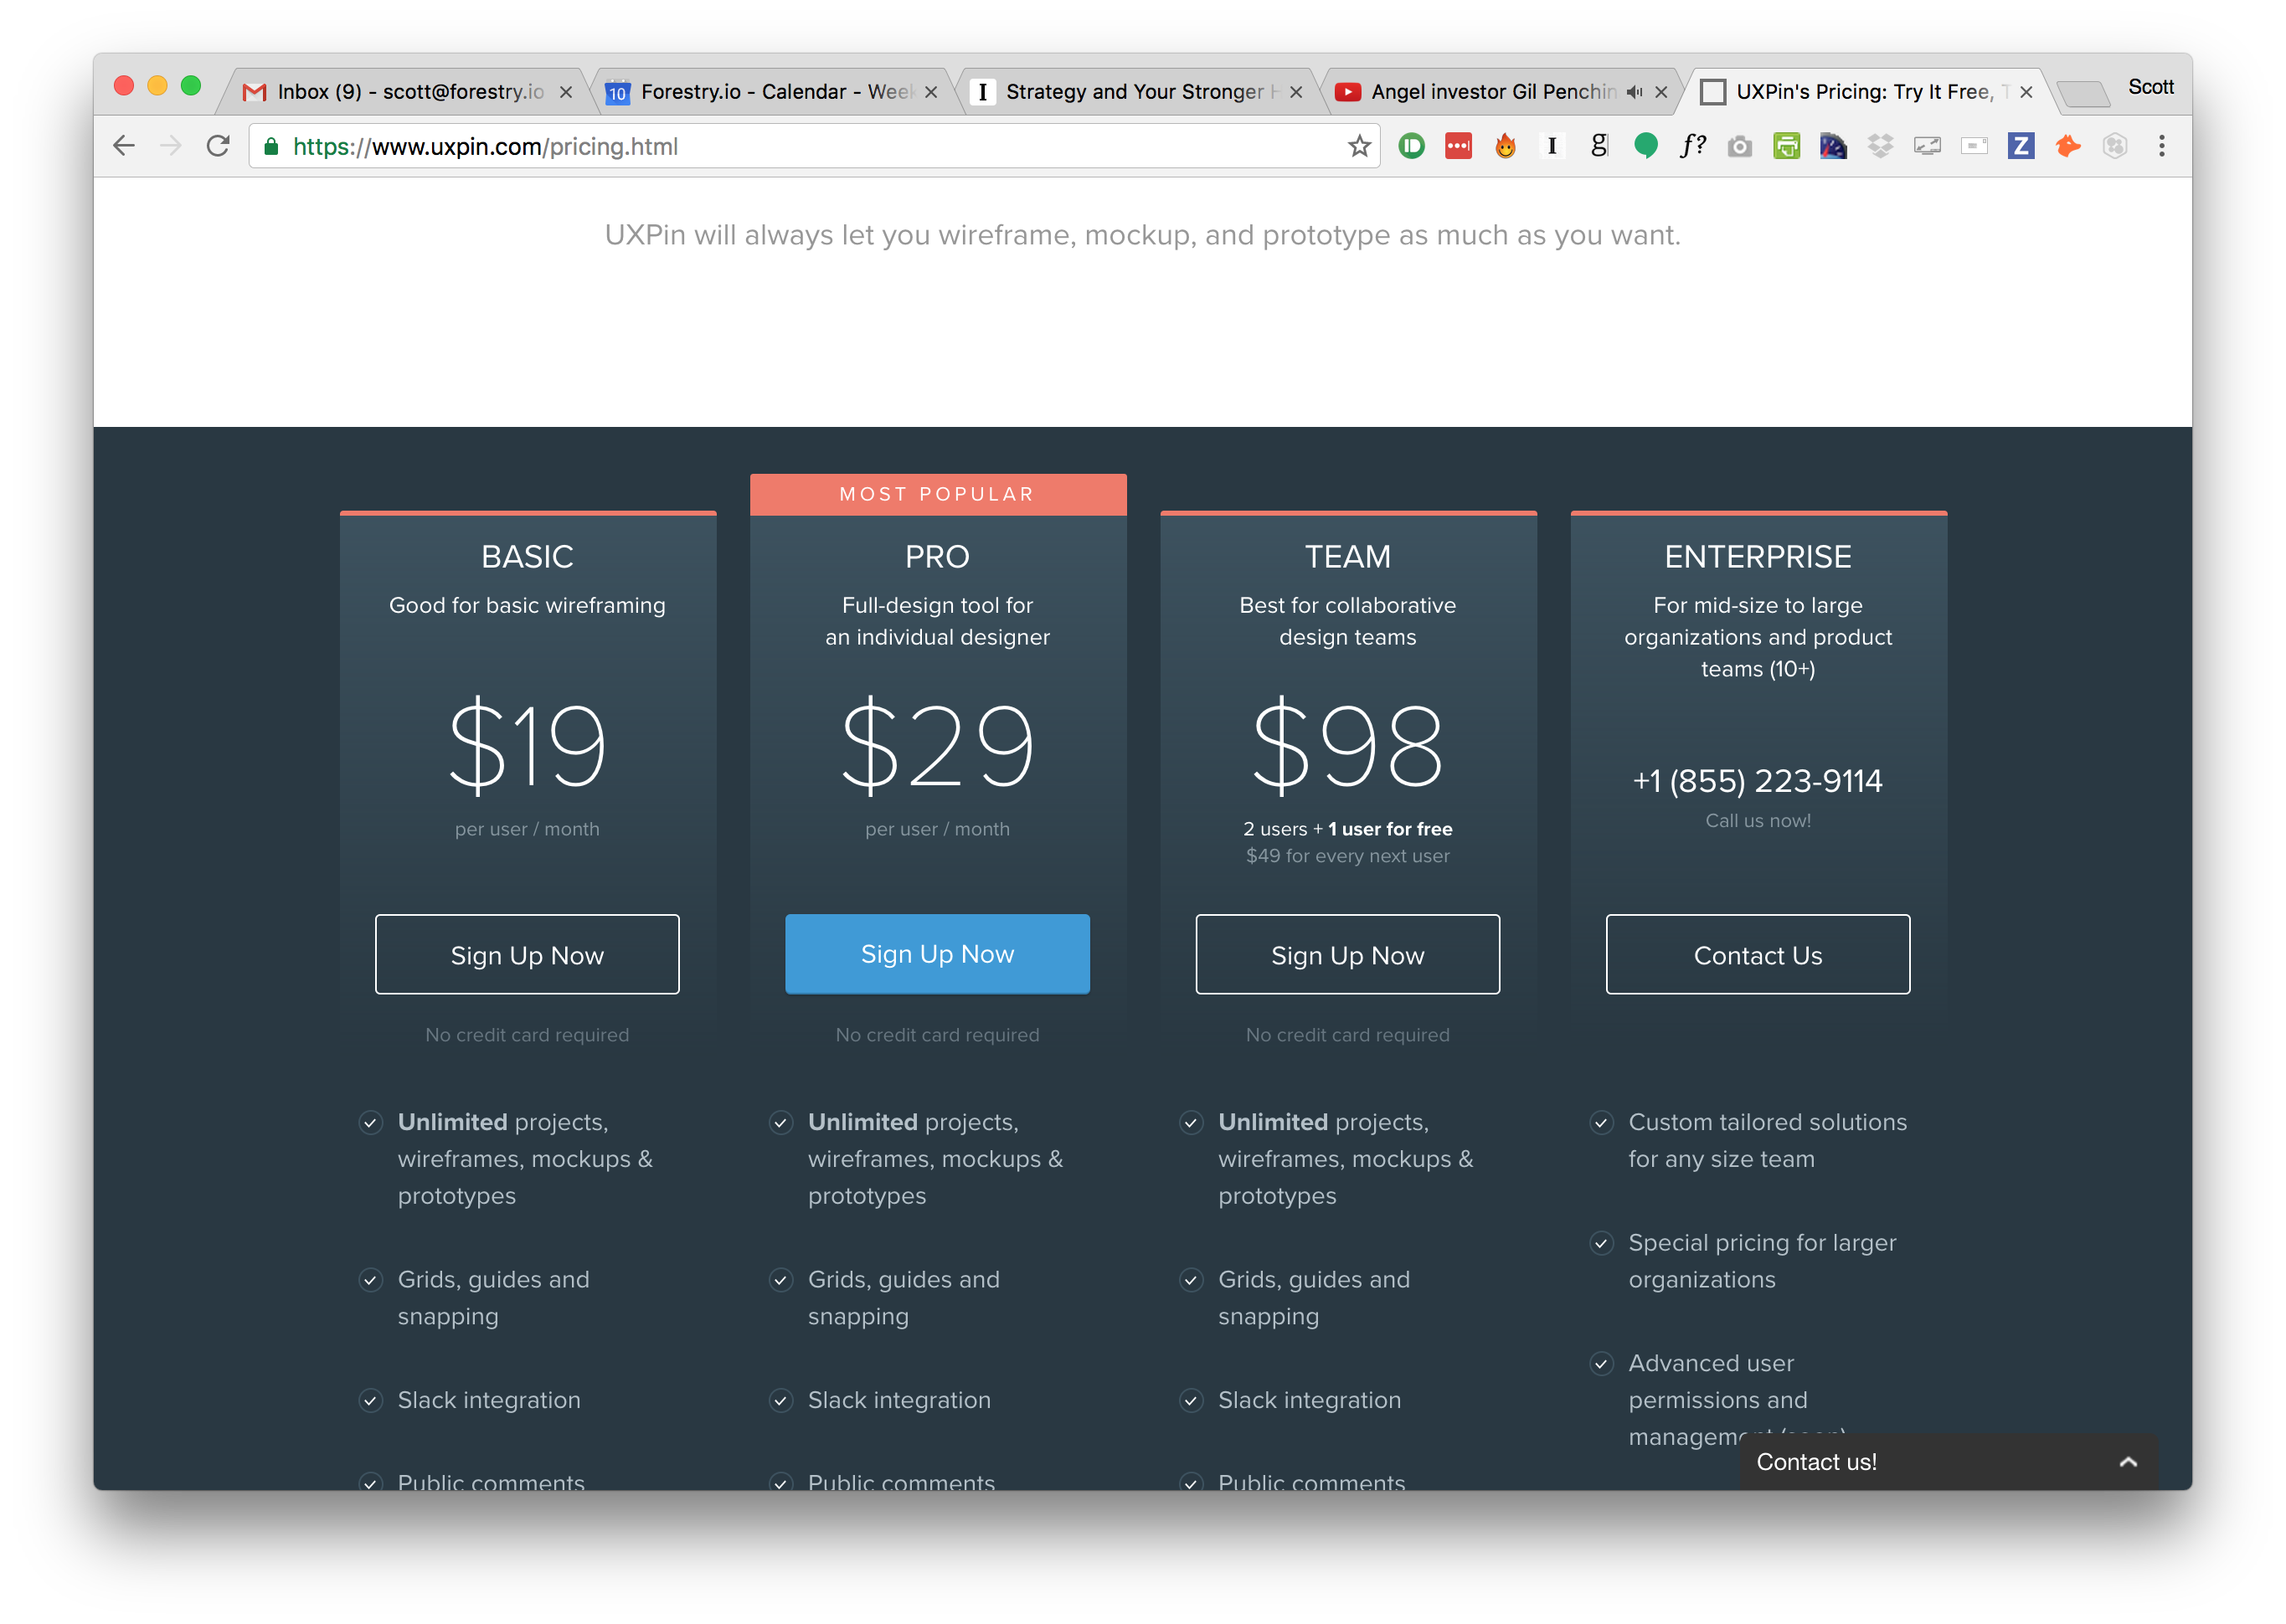 Inbox (9) - scott@forestry.io
Forestry.io - Calendar - Week
Strategy and Your Stronger H
Angel investor Gil Penchin
UXPin's Pricing: Try It Free, T
Scott
https://www.uxpin.com/pricing.html
UXPin will always let you wireframe, mockup, and prototype as much as you want.
MOST POPULAR
BASIC
Good for basic wireframing
$19
per user / month
Sign Up Now
No credit card required
Unlimited projects,
wireframes, mockups &
prototypes
Grids, guides and
snapping
Slack integration
Public comments
PRO
Full-design tool for
an individual designer
$29
per user / month
Sign Up Now
No credit card required
Unlimited projects,
wireframes, mockups &
prototypes
Grids, guides and
snapping
Slack integration
Public comments
TEAM
Best for collaborative
design teams
$98
2 users + 1 user for free
$49 for every next user
Sign Up Now
No credit card required
Unlimited projects,
wireframes, mockups &
prototypes
Grids, guides and
snapping
Slack integration
Public comments
ENTERPRISE
For mid-size to large
organizations and product
teams (10+)
+1 (855) 223-9114
Call us now!
Contact Us
Custom tailored solutions
for any size team
Special pricing for larger
organizations
Advanced user
permissions and
Contact us!